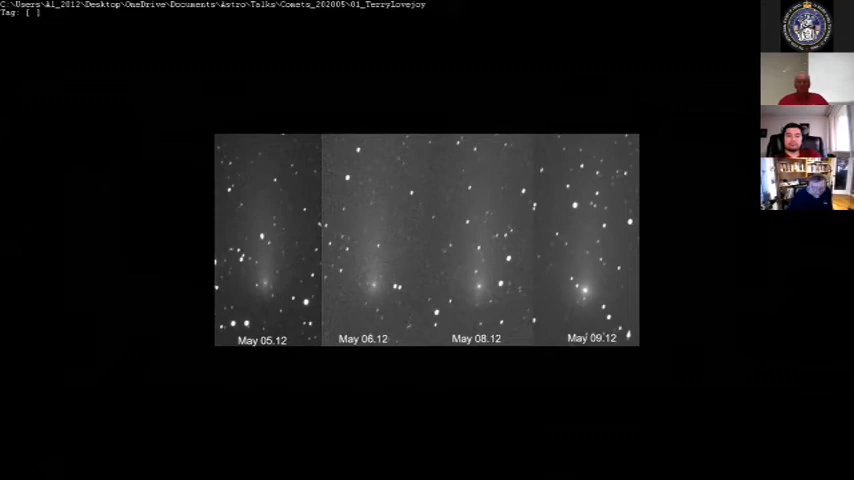 C:\Users\Al_2012\Desktop\OneDrive\Documents\Astro\Talks\Comets_202005\01_TerryLovejoy
Tag: [ ]
May 05.12
May 06.12
May 08.12
May 09.12